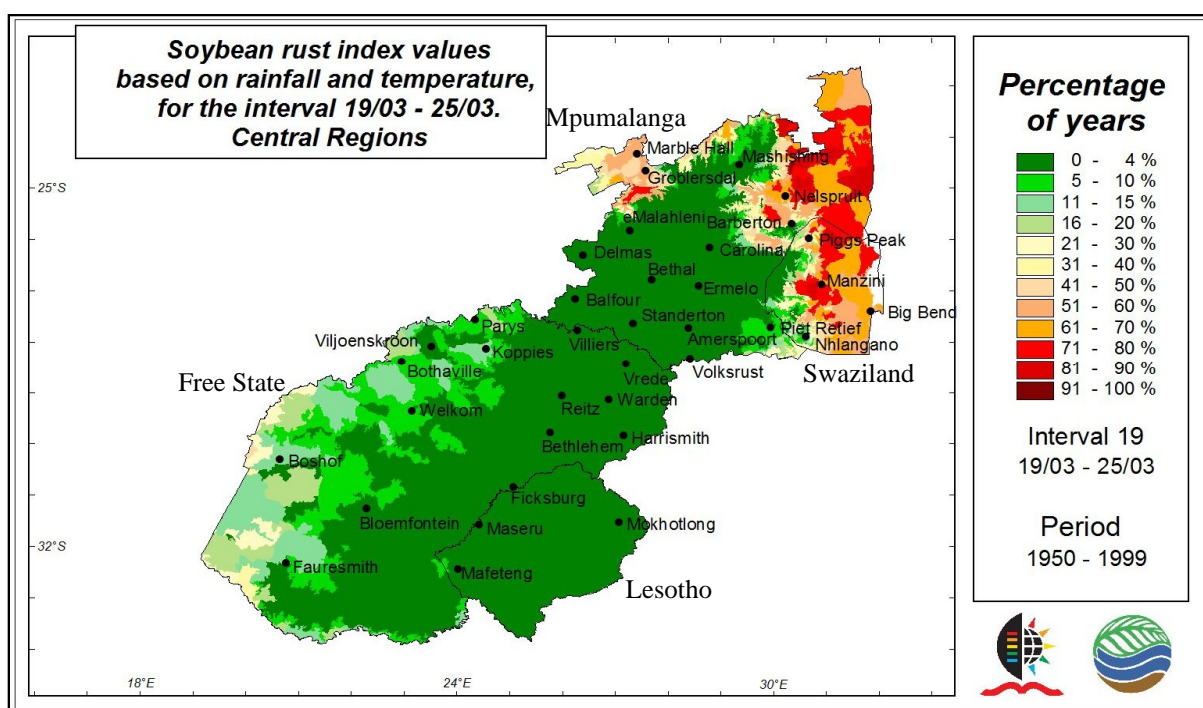 Soybean rust index values
based on rainfall and temperature,
for the interval 19/03 - 25/03.
Central Regions
Mpumalanga
Marble Hall
Mashishing
Groblersdal
25°S
Nelspruit
eMalahleni
Barberton
Piggs Peak
Delmas
Carolina
Bethal
Manzini
Ermelo
Balfour
Big Bend
Standerton
Parys
Piet Retief
Viljoenskroon
Villiers
Amerspoort
Nhlangano
Koppies
Bothaville
Volksrust
Swaziland
Vrede
Free State
Welkom
Reitz
Warden
Bethlehem
Harrismith
Boshof
Ficksburg
Bloemfontein
Maseru
Mokhotlong
32°S
Fauresmith
Mafeteng
Lesotho
18°E
24°E
30°E
Percentage
of years
0 - 4 %
5 - 10 %
11 - 15 %
16 - 20 %
21 - 30 %
31 - 40 %
41 - 50 %
51 - 60 %
61 - 70 %
71 - 80 %
81 - 90 %
91 - 100 %
Interval 19
19/03 - 25/03
Period
1950 - 1999